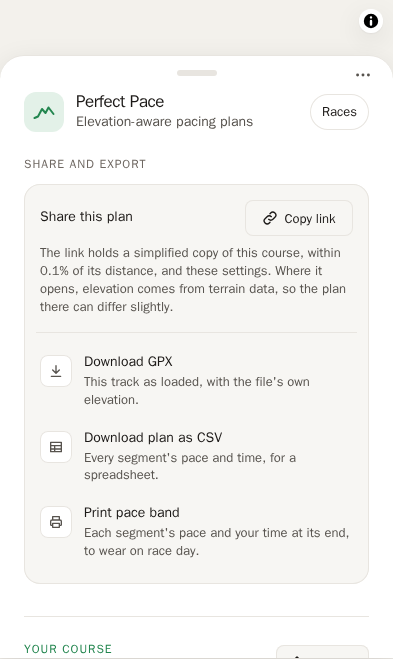 Perfect Pace
Elevation-aware pacing plans
Races
SHARE AND EXPORT
Share this plan
Copy link
The link holds a simplified copy of this course, within
0.1% of its distance, and these settings. Where it
opens, elevation comes from terrain data, so the plan
there can differ slightly.
Download GPX
This track as loaded, with the file's own
elevation.
Download plan as CSV
Every segment's pace and time, for a
spreadsheet.
Print pace band
Each segment's pace and your time at its end,
to wear on race day.
YOUR COURSE